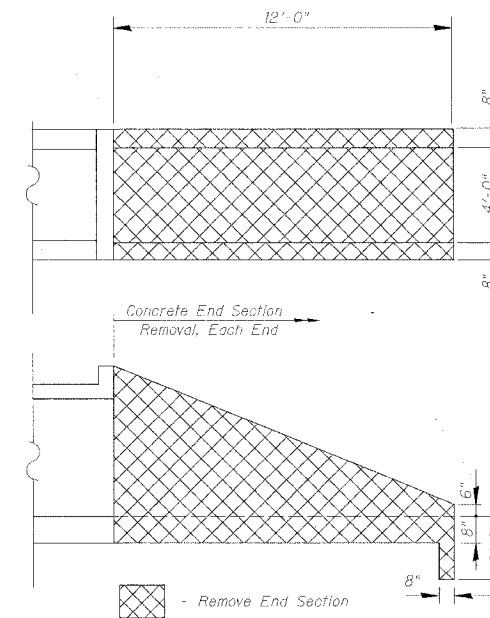 12'-0"
8"
4'-0"
8"
Concrete End Section
Removal, Each End
6"
8"
8"
- Remove End Section